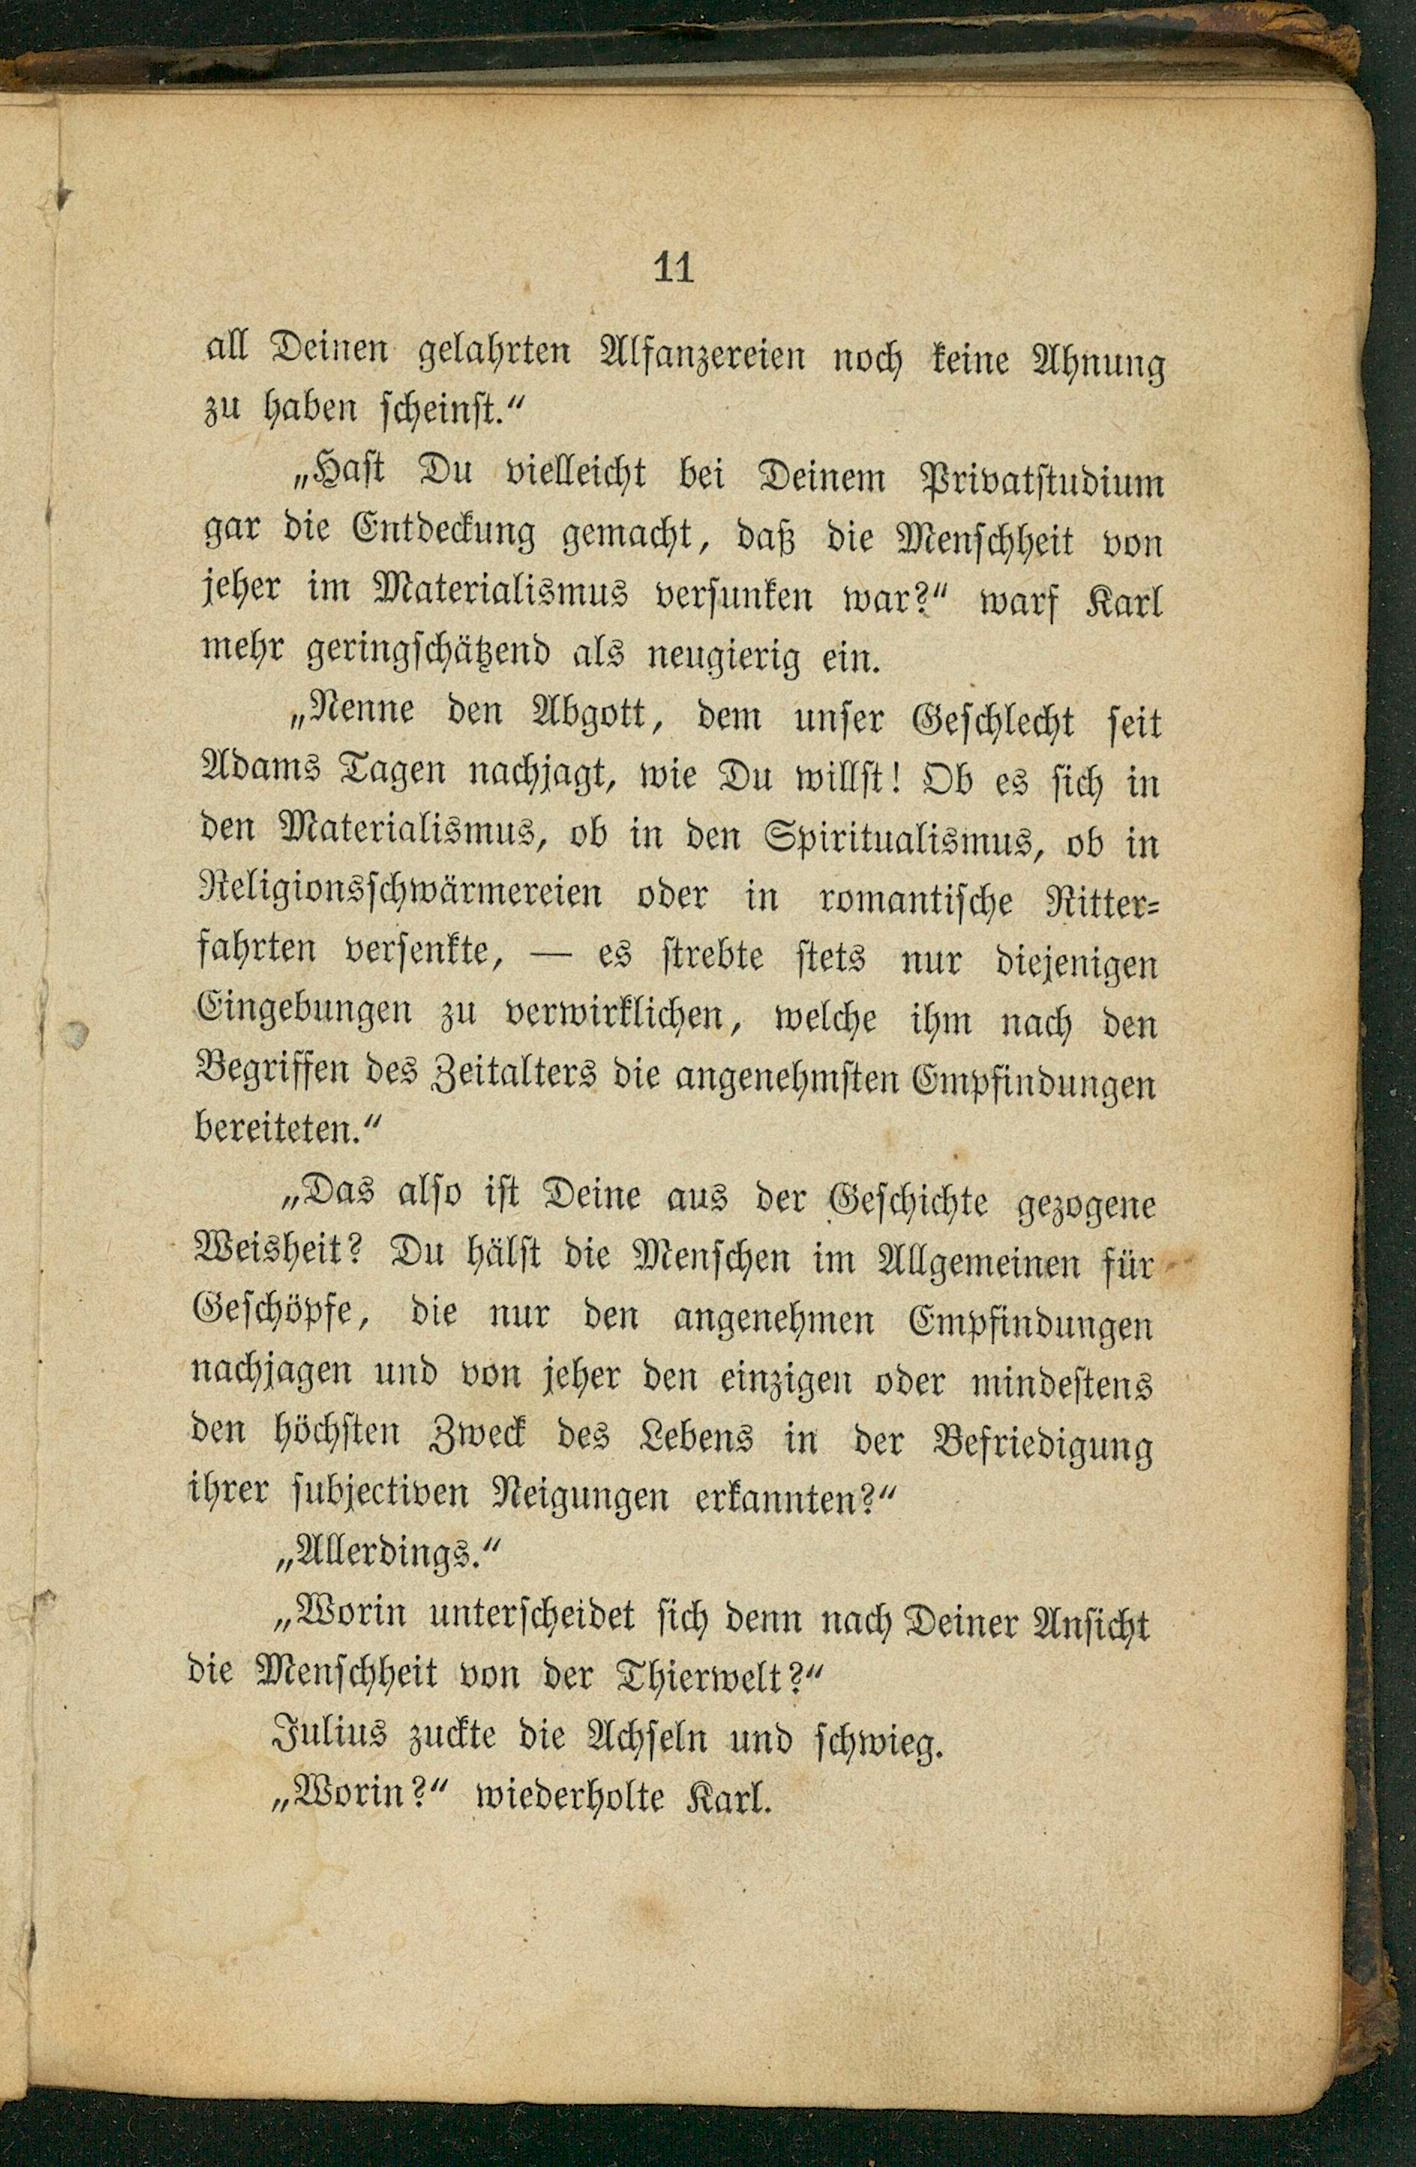 11
all Deinen gelahrten Alfanzereien noch keine Ahnung
zu haben scheinst.“
„Hast Du vielleicht bei Deinem Privatstudium
gar die Entdeckung gemacht, daß die Menschheit von
jeher im Materialismus versunken war?“ warf Karl
mehr geringschätzend als neugierig ein.
„Nenne den Abgott, dem unser Geschlecht seit
Adams Tagen nachjagt, wie Du willst! Ob es sich in
den Materialismus, ob in den Spiritualismus, ob in
Religionsschwärmereien oder in romantische Ritter-
fahrten versenkte, — es strebte stets nur diejenigen
Eingebungen zu verwirklichen, welche ihm nach den
Begriffen des Zeitalters die angenehmsten Empfindungen
bereiteten.“
„Das also ist Deine aus der Geschichte gezogene
Weisheit? Du hälst die Menschen im Allgemeinen für
Geschöpfe, die nur den angenehmen Empfindungen
nachjagen und von jeher den einzigen oder mindestens
den höchsten Zweck des Lebens in der Befriedigung
ihrer subjectiven Neigungen erkannten?“
„Allerdings.“
„Worin unterscheidet sich denn nach Deiner Ansicht
die Menschheit von der Thierwelt?“
Julius zuckte die Achseln und schwieg.
„Worin?“ wiederholte Karl.